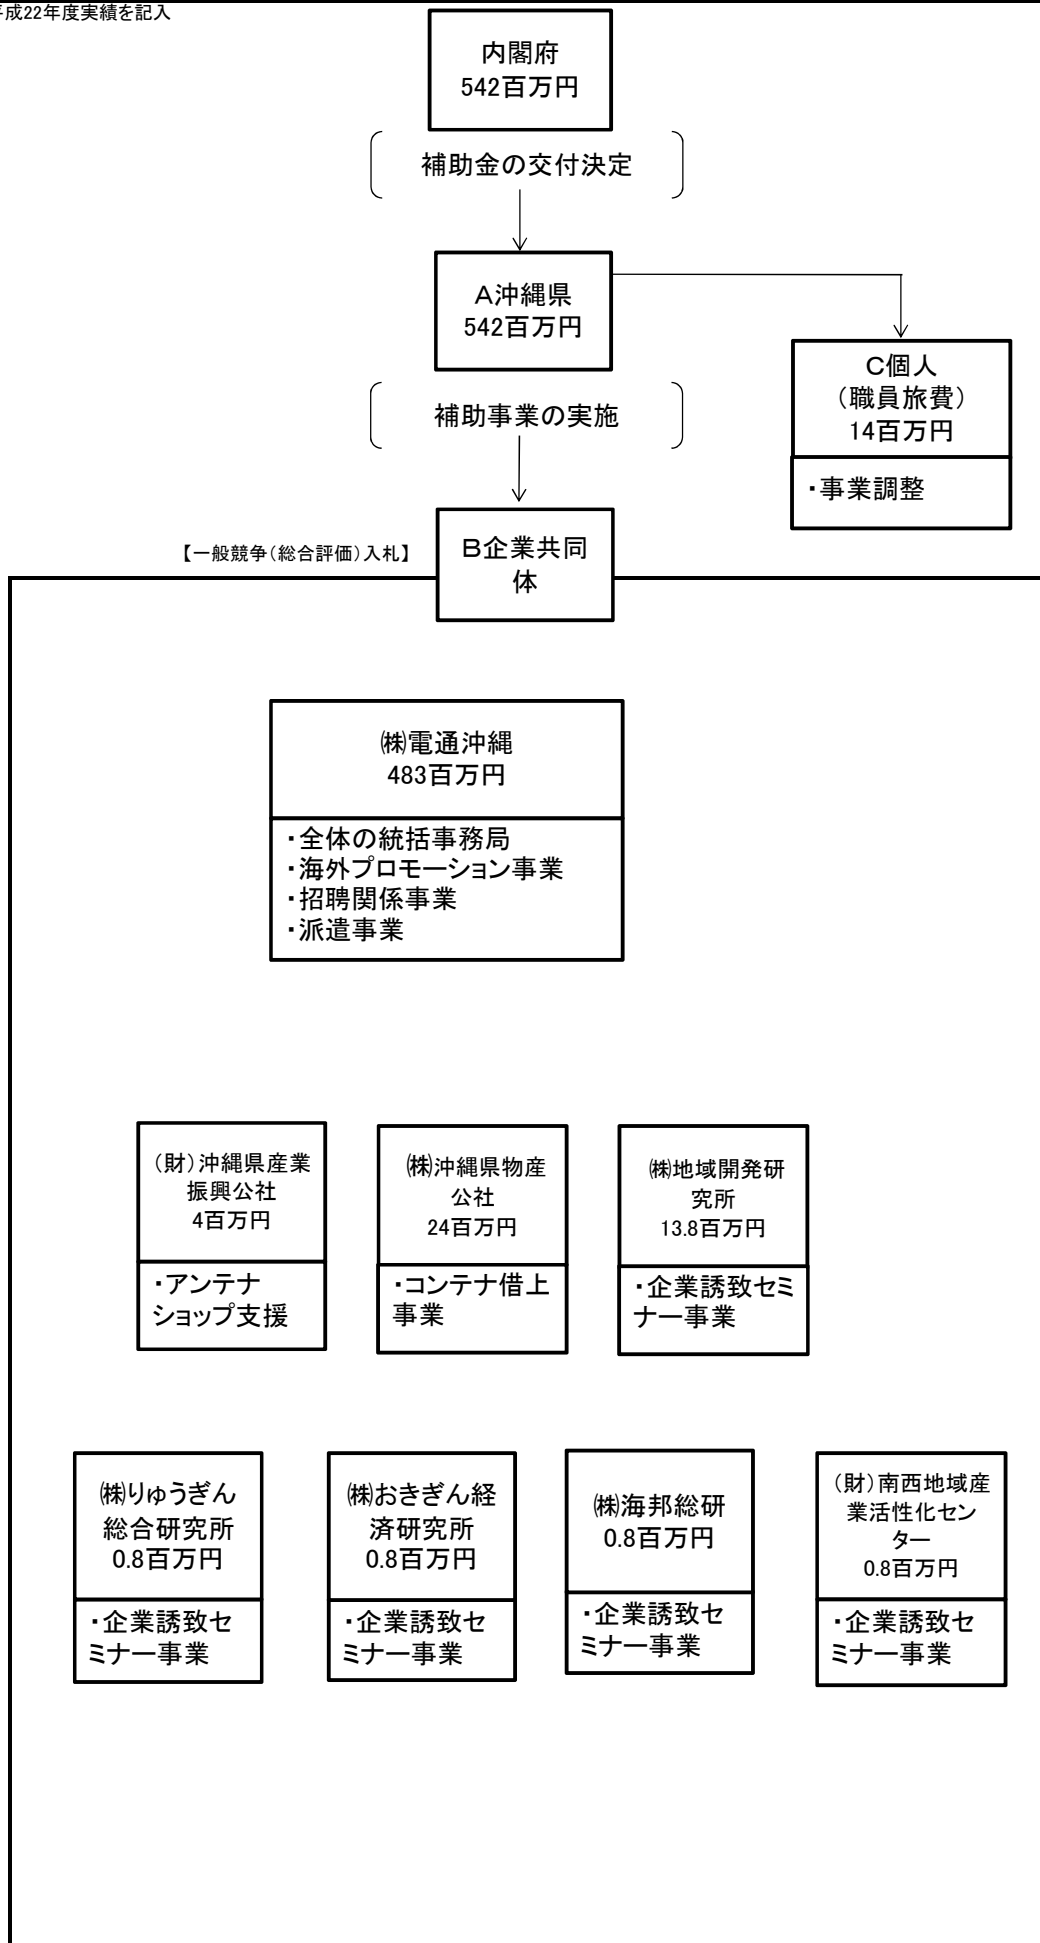 成22年度実績を記入
内閣府
542百万円
補助金の交付決定
A沖縄県
542百万円
C個人
(職員旅費)
14百万円
・事業調整
補助事業の実施
【一般競争(総合評価)入札】
B企業共同
体
㈱電通沖縄
483百万円
・全体の統括事務局
・海外プロモーション事業
・招聘関係事業
・派遣事業
(財)沖縄県産業
振興公社
4百万円
・アンテナ
ショップ支援
㈱沖縄県物産
公社
24百万円
・コンテナ借上
事業
㈱地域開発研
究所
13.8百万円
・企業誘致セミ
ナー事業
㈱りゅうぎん
総合研究所
0.8百万円
・企業誘致セ
ミナー事業
㈱おきぎん経
済研究所
0.8百万円
・企業誘致セ
ミナー事業
㈱海邦総研
0.8百万円
・企業誘致セ
ミナー事業
(財)南西地域産
業活性化セン
ター
0.8百万円
・企業誘致セ
ミナー事業